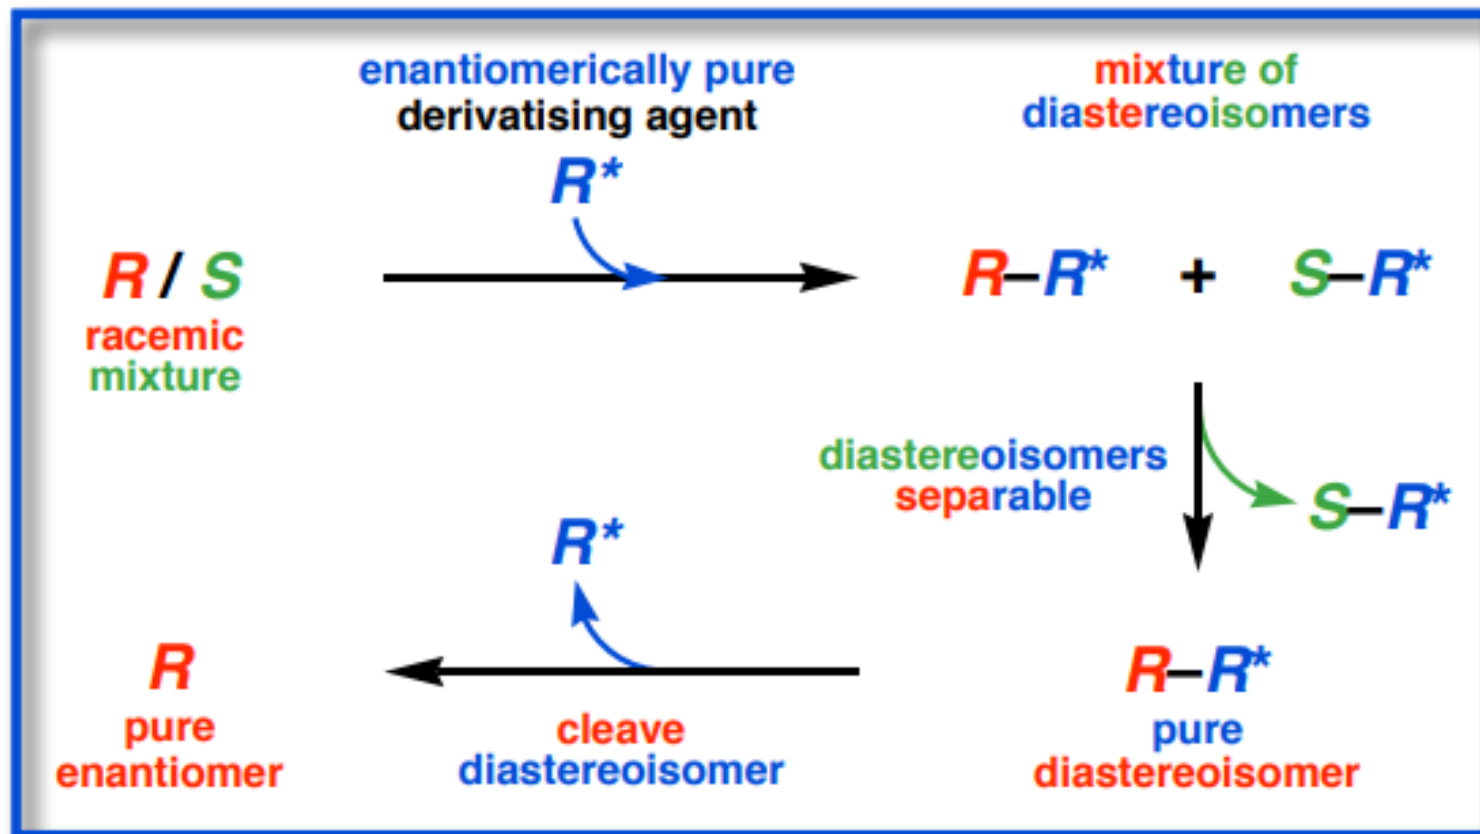 enantiomerically pure
derivatising agent
R*
mixture of
diastereoisomers
R / S
racemic
mixture
R–R* + S–R*
diastereoisomers
separable
S–R*
R*
R
pure
enantiomer
cleave
diastereoisomer
R–R*
pure
diastereoisomer